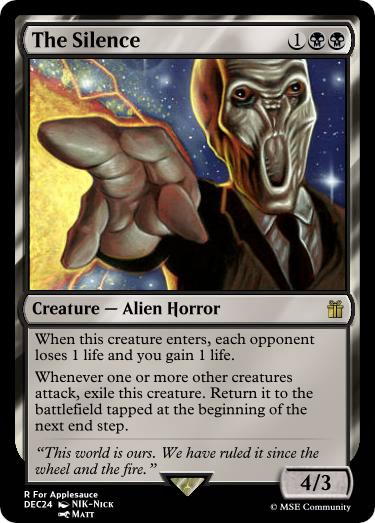 The Silence 1
Creature — Alien Horror
When this creature enters, each opponent
loses 1 life and you gain 1 life.
Whenever one or more other creatures
attack, exile this creature. Return it to the
battlefield tapped at the beginning of the
next end step.
“This world is ours. We have ruled it since the
wheel and the fire.”
4/3
R For Applesauce
DEC24 NIK-Nick
Matt
© MSE Community